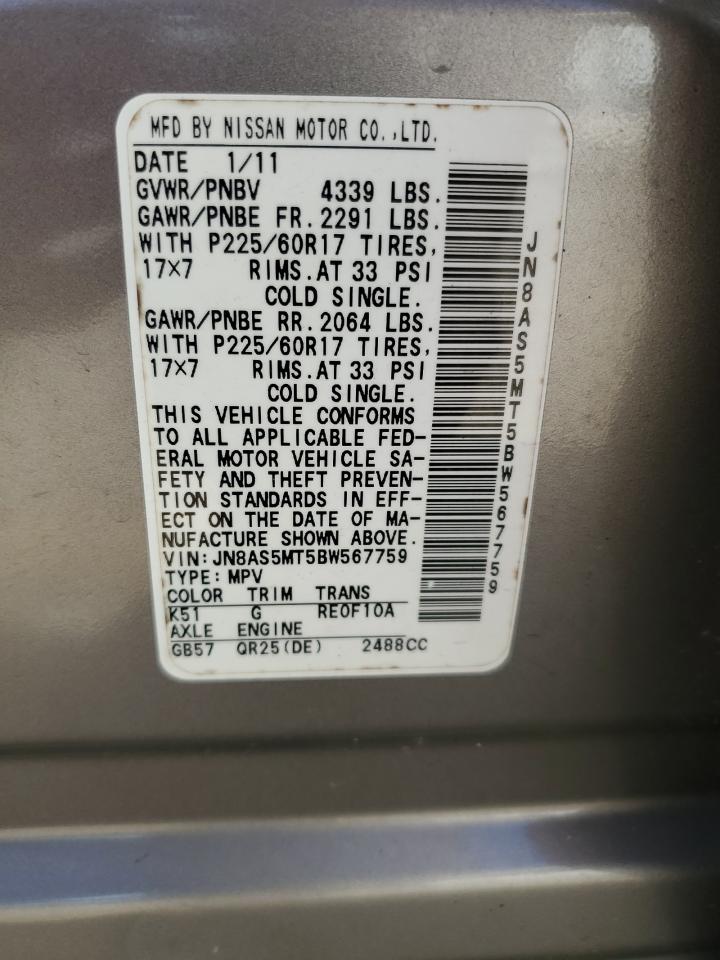 MFD BY NISSAN MOTOR CO.,LTD.
DATE 1/11
GVWR/PNBV 4339 LBS.
GAWR/PNBE FR. 2291 LBS.
WITH P225/60R17 TIRES,
17×7 RIMS. AT 33 PSI
COLD SINGLE.
GAWR/PNBE RR. 2064 LBS.
WITH P225/60R17 TIRES,
17×7 RIMS. AT 33 PSI
COLD SINGLE.
THIS VEHICLE CONFORMS
TO ALL APPLICABLE FED-
ERAL MOTOR VEHICLE SA-
FETY AND THEFT PREVEN-
TION STANDARDS IN EFF-
ECT ON THE DATE OF MA-
NUFACTURE SHOWN ABOVE.
VIN: JN8AS5MT5BW567759
TYPE: MPV
COLOR TRIM TRANS
K51 G RE0F10A
AXLE ENGINE
GB57 QR25(DE) 2488CC
JN8AS5MT5BW567759